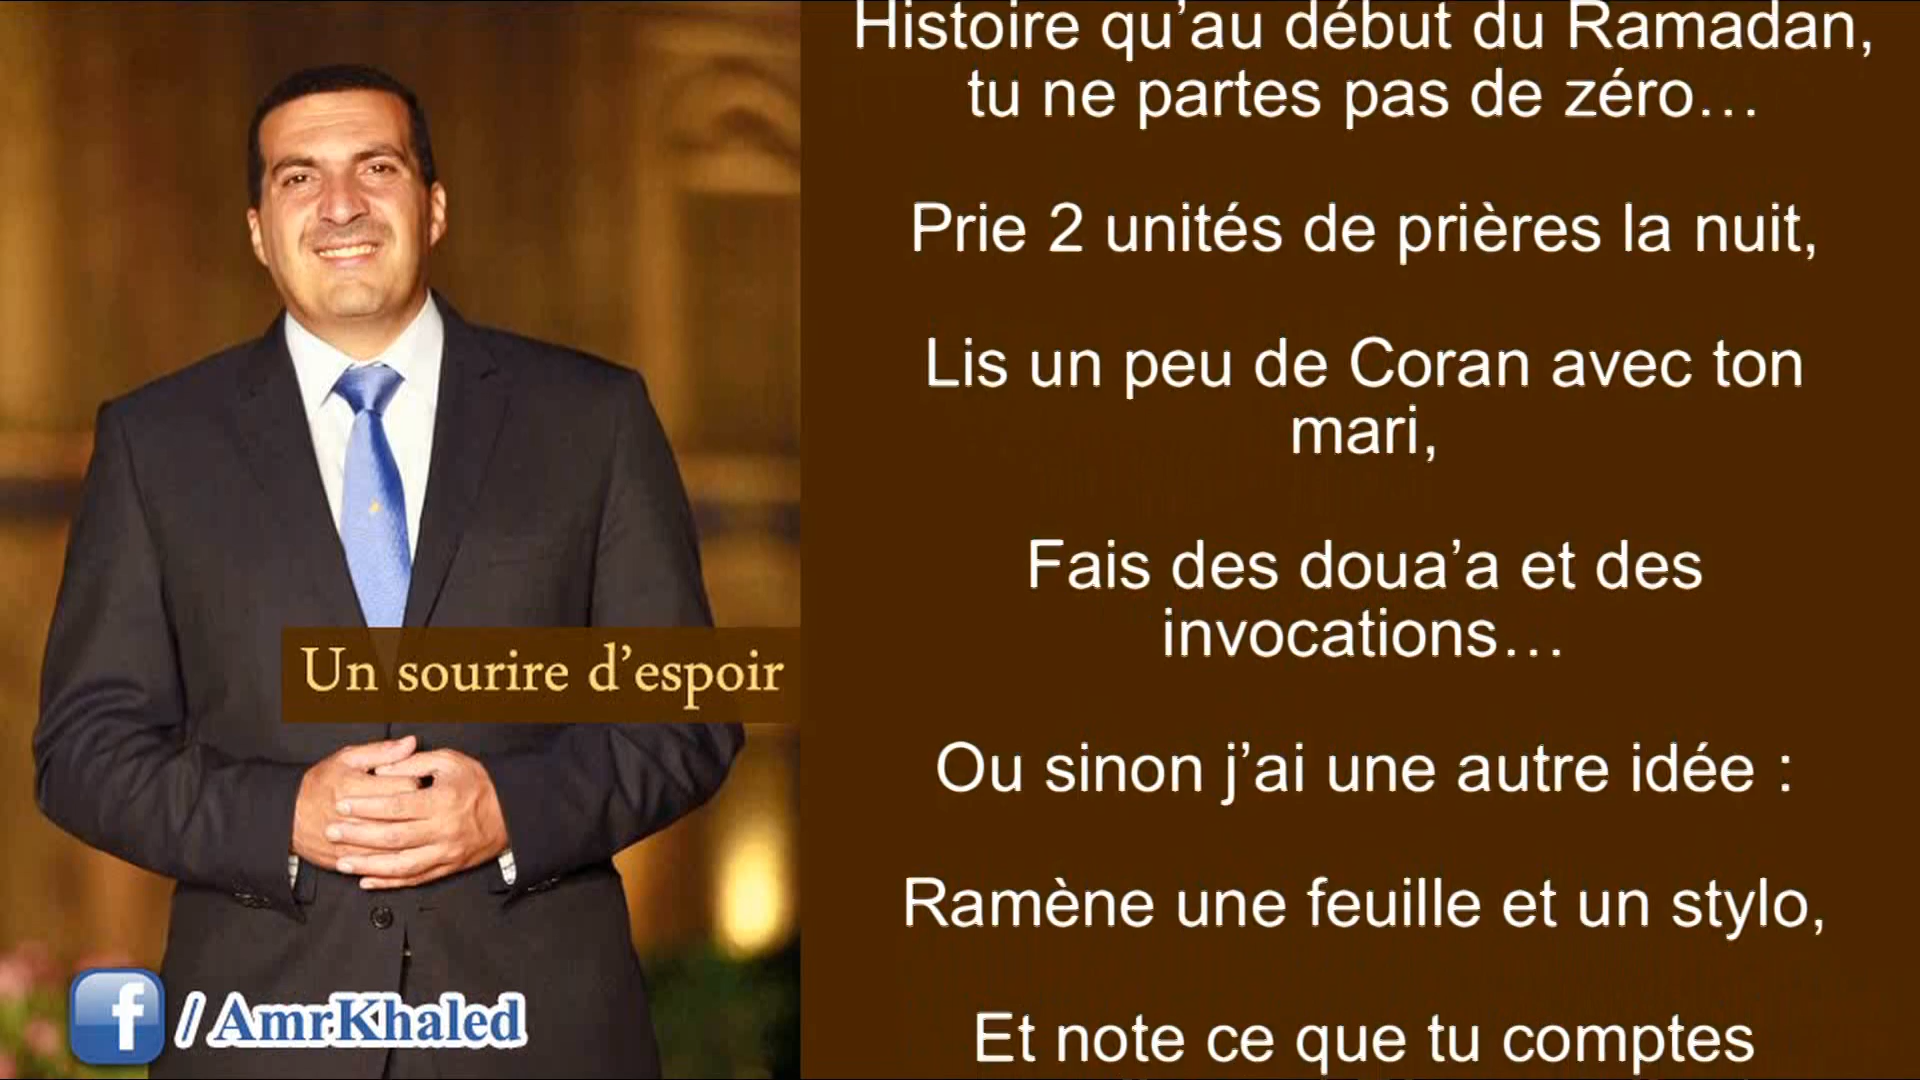 Histoire qu’au début du Ramadan,
tu ne partes pas de zéro…
Prie 2 unités de prières la nuit,
Lis un peu de Coran avec ton
mari,
Fais des doua’a et des
invocations…
Ou sinon j’ai une autre idée :
Ramène une feuille et un stylo,
Et note ce que tu comptes
Un sourire d’espoir
f / AmrKhaled